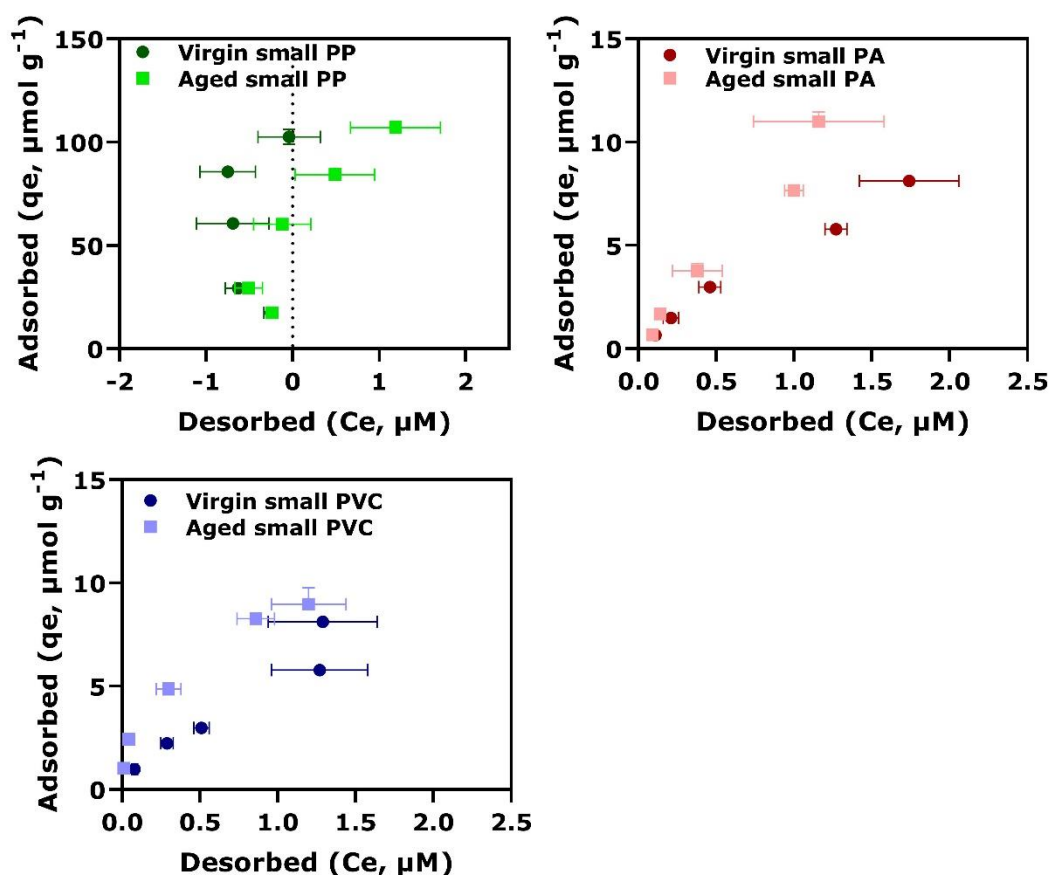 Adsorbed (qe, µmol g⁻¹)
150
100
50
0
Virgin small PP
Aged small PP
-2 -1 0 1 2
Desorbed (Ce, µM)
Adsorbed (qe, µmol g⁻¹)
15
10
5
0
Virgin small PA
Aged small PA
0.0 0.5 1.0 1.5 2.0 2.5
Desorbed (Ce, µM)
Adsorbed (qe, µmol g⁻¹)
15
10
5
0
Virgin small PVC
Aged small PVC
0.0 0.5 1.0 1.5 2.0 2.5
Desorbed (Ce, µM)